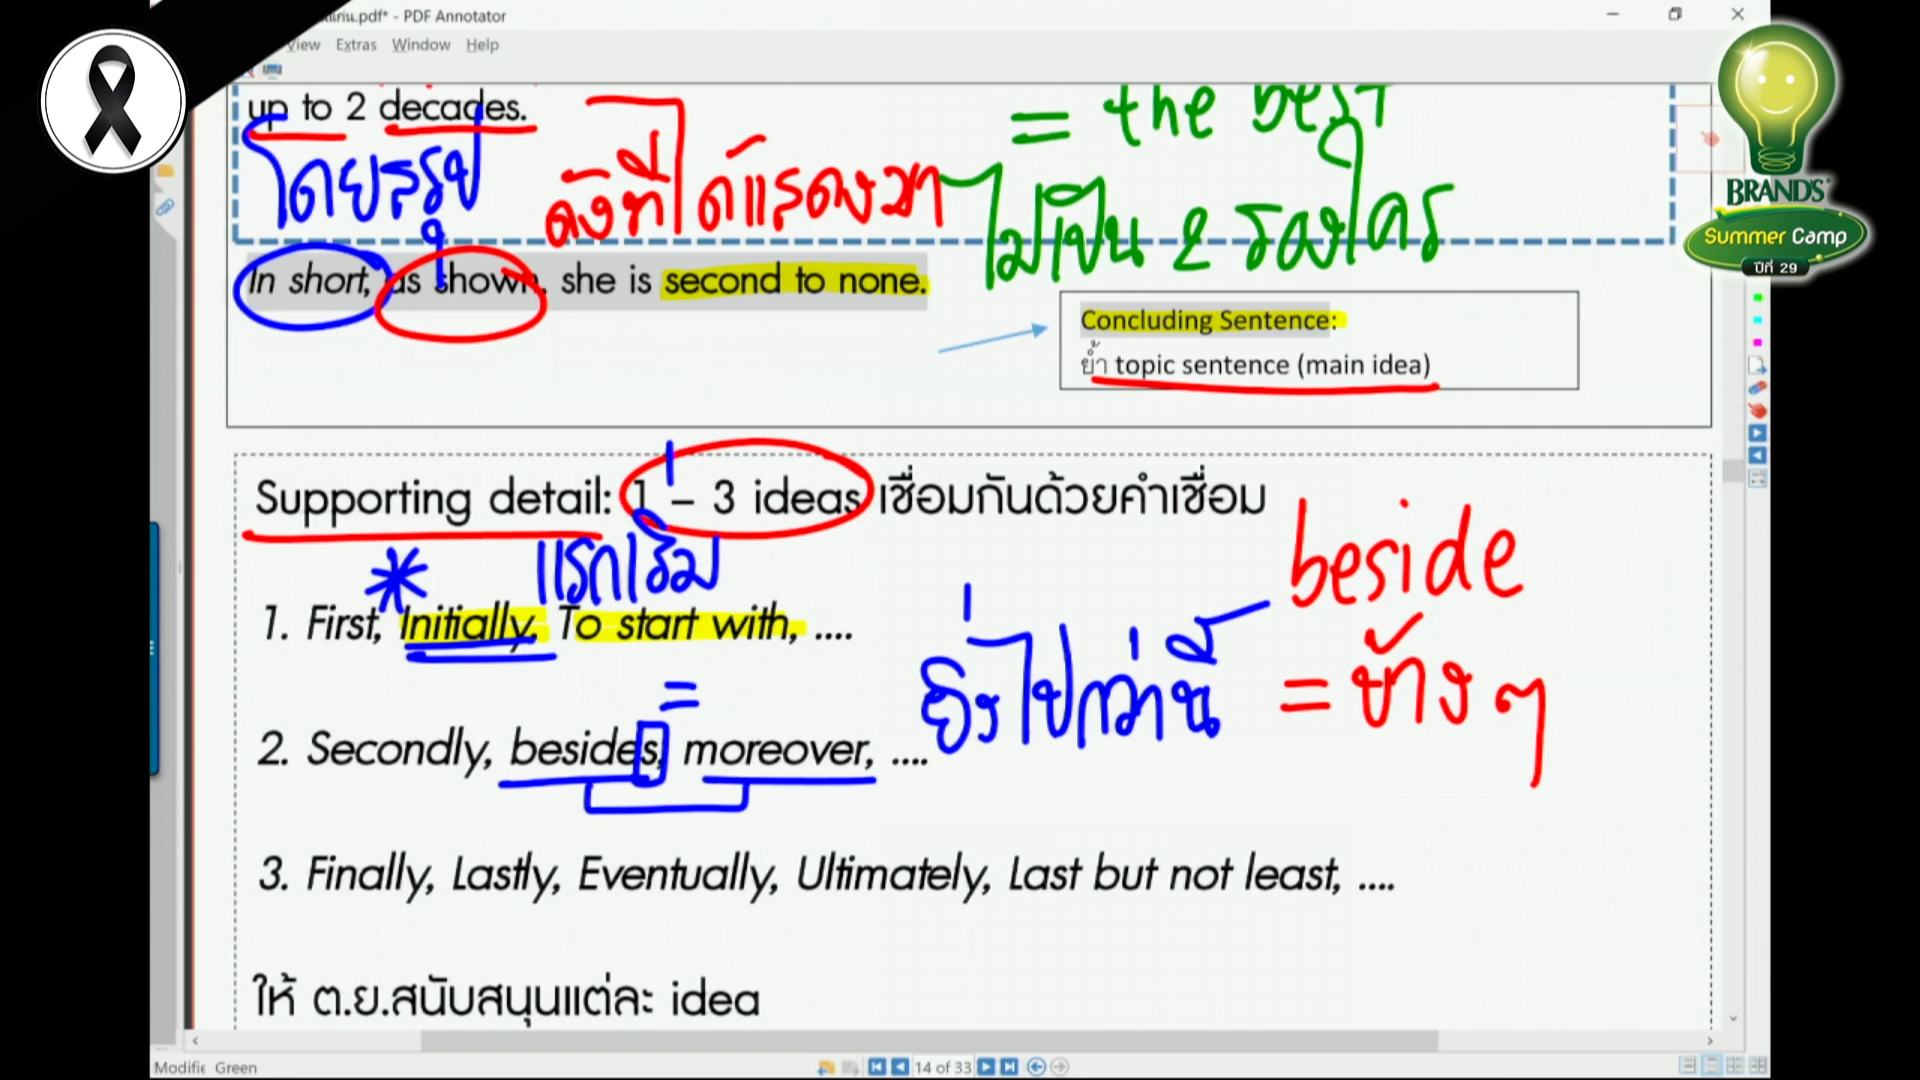 แกน.pdf* - PDF Annotator
View Extras Window Help
up to 2 decades.
= the best
โดยสรุป
ดังที่ได้แสดงมา
ไม่เป็น 2 รองใคร
In short, as shown, she is second to none.
Concluding Sentence:
ย้ำ topic sentence (main idea)
Supporting detail: 1 – 3 ideas เชื่อมกันด้วยคำเชื่อม
แรกเริ่ม
beside
1. First, Initially, To start with, ....
= ข้าง ๆ
ยิ่งไปกว่านี้
=
2. Secondly, besides, moreover, ....
3. Finally, Lastly, Eventually, Ultimately, Last but not least, ....
ให้ ต.ย.สนับสนุนแต่ละ idea
Green
14 of 33
BRAND'S
Summer Camp
ปีที่ 29